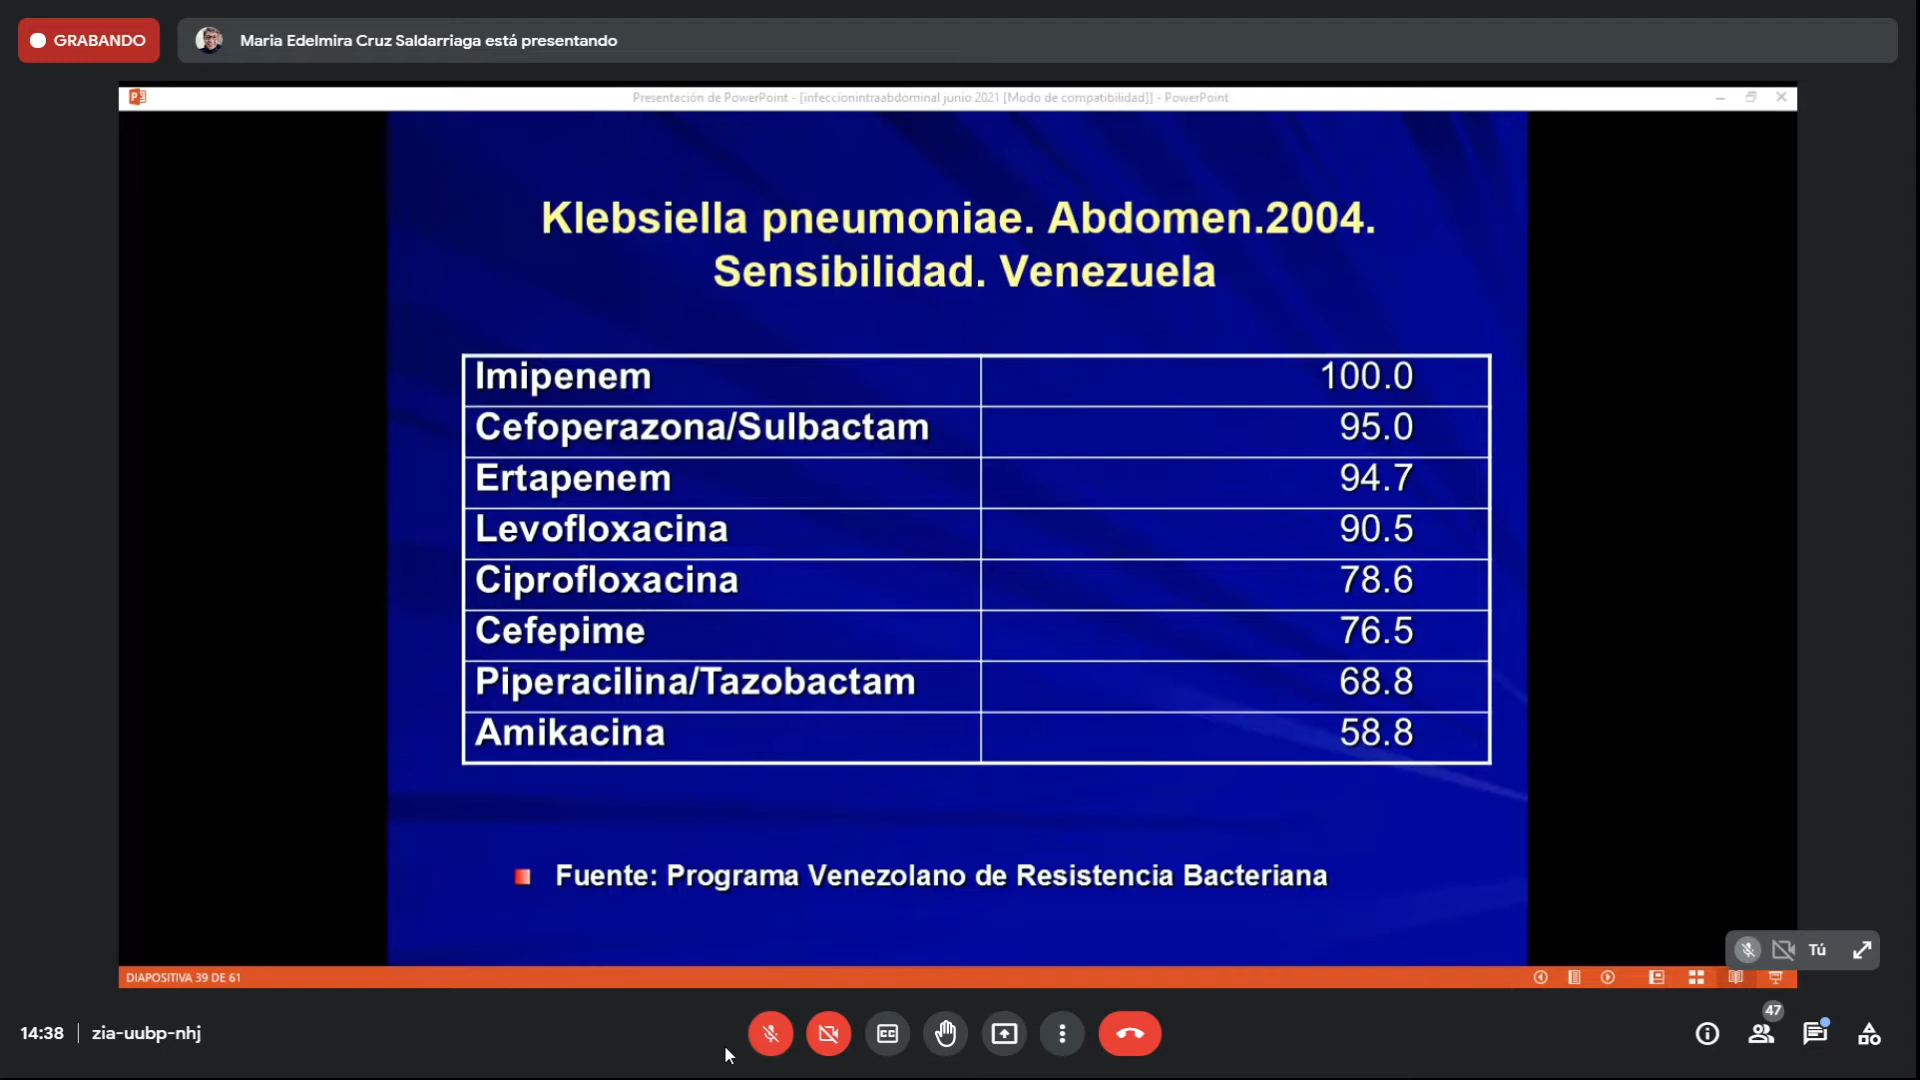 GRABANDO
Maria Edelmira Cruz Saldarriaga está presentando
Presentación de PowerPoint - [infeccionintraabdominal junio 2021 [Modo de compatibilidad]] - PowerPoint
Klebsiella pneumoniae. Abdomen.2004.
Sensibilidad. Venezuela
Imipenem 100.0
Cefoperazona/Sulbactam 95.0
Ertapenem 94.7
Levofloxacina 90.5
Ciprofloxacina 78.6
Cefepime 76.5
Piperacilina/Tazobactam 68.8
Amikacina 58.8
Fuente: Programa Venezolano de Resistencia Bacteriana
Tú
DIAPOSITIVA 39 DE 61
47
14:38 | zia-uubp-nhj